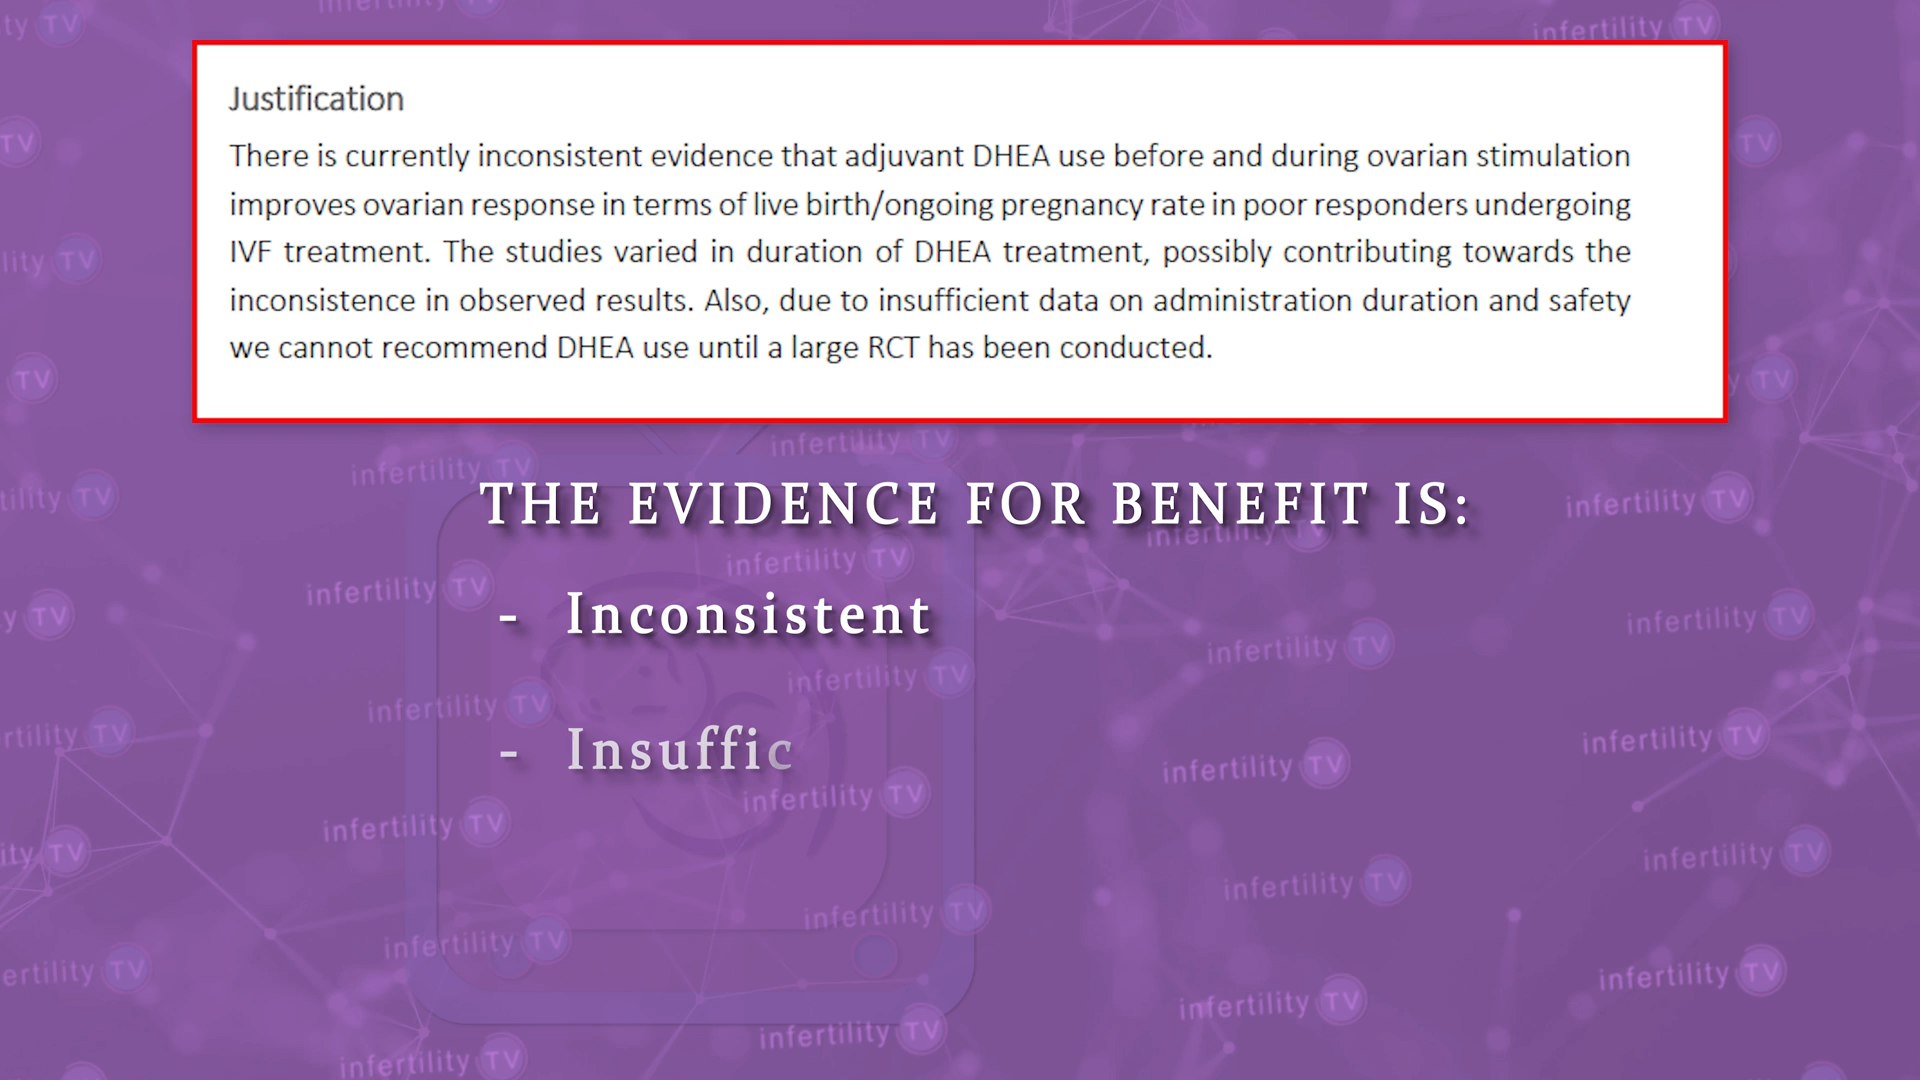 Justification
There is currently inconsistent evidence that adjuvant DHEA use before and during ovarian stimulation
improves ovarian response in terms of live birth/ongoing pregnancy rate in poor responders undergoing
IVF treatment. The studies varied in duration of DHEA treatment, possibly contributing towards the
inconsistence in observed results. Also, due to insufficient data on administration duration and safety
we cannot recommend DHEA use until a large RCT has been conducted.
THE EVIDENCE FOR BENEFIT IS:
- Inconsistent
- Insuffic
infertility TV